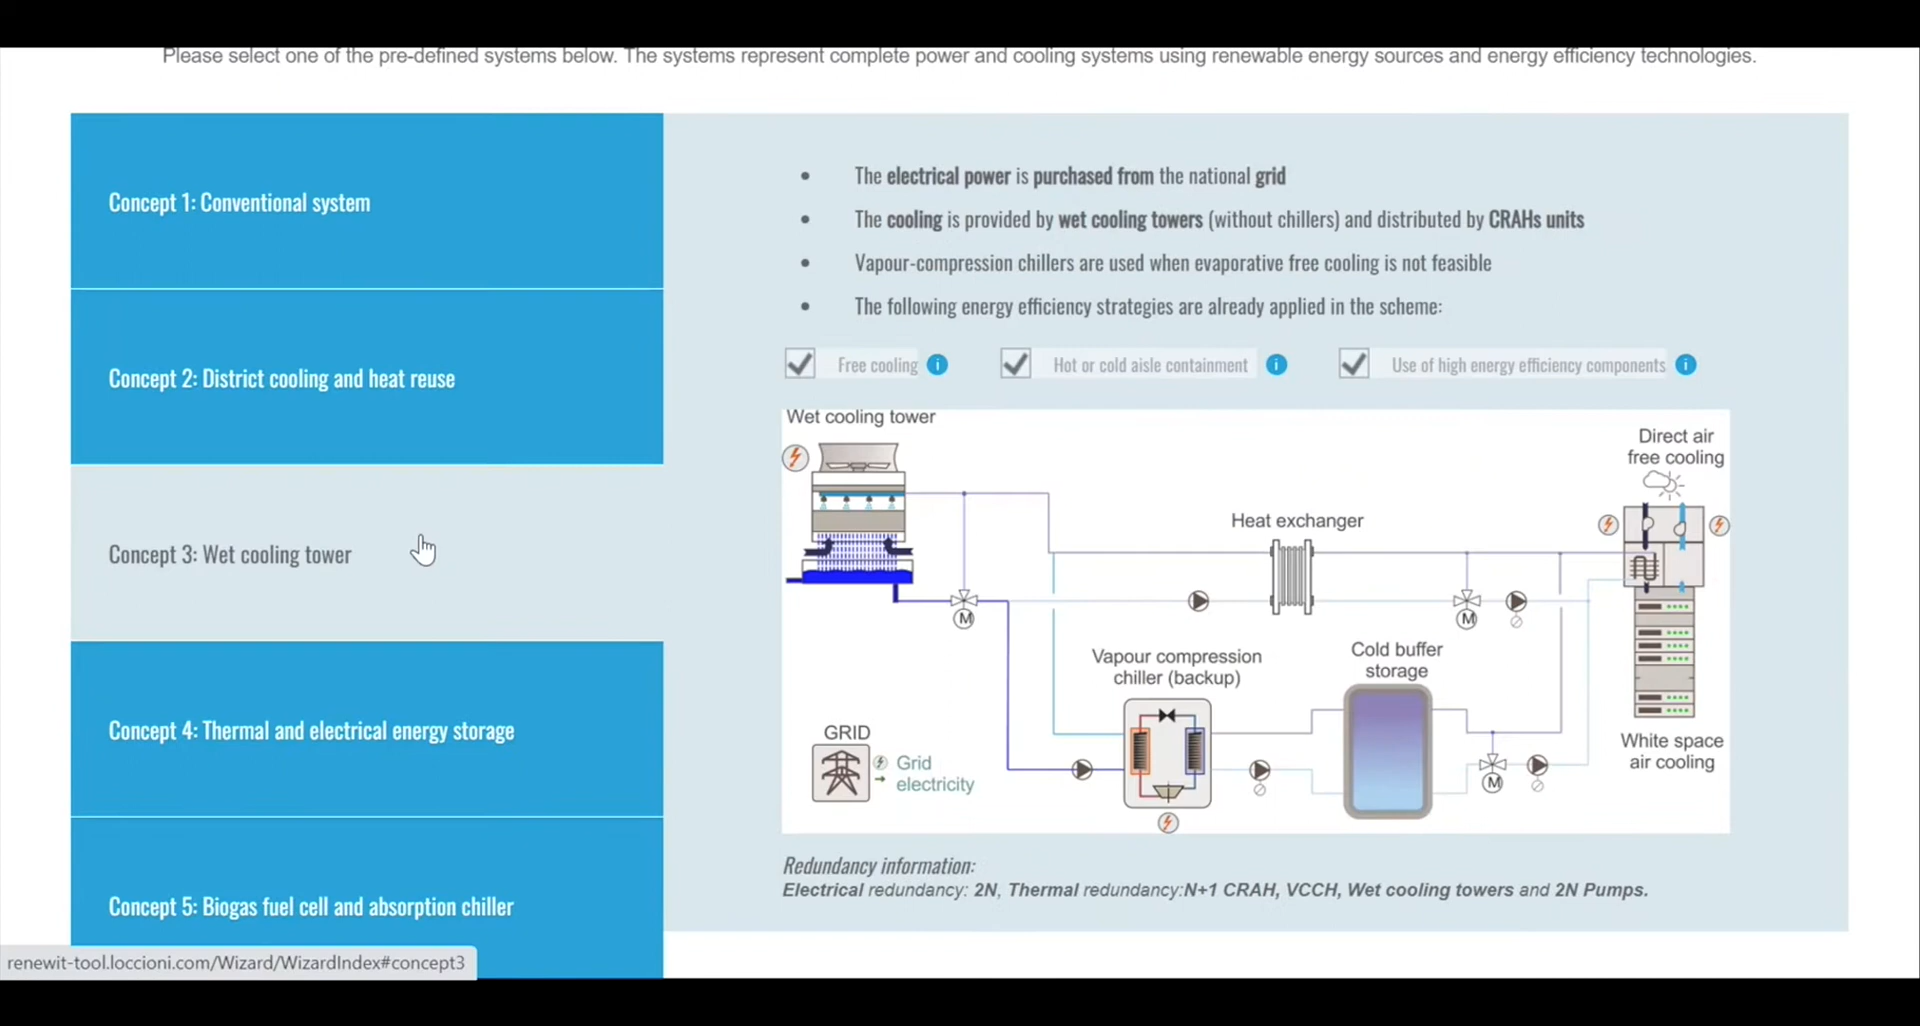 Please select one of the pre-defined systems below. The systems represent complete power and cooling systems using renewable energy sources and energy efficiency technologies.
Concept 1: Conventional system
Concept 2: District cooling and heat reuse
Concept 3: Wet cooling tower
Concept 4: Thermal and electrical energy storage
Concept 5: Biogas fuel cell and absorption chiller
• The electrical power is purchased from the national grid
• The cooling is provided by wet cooling towers (without chillers) and distributed by CRAHs units
• Vapour-compression chillers are used when evaporative free cooling is not feasible
• The following energy efficiency strategies are already applied in the scheme:
Free cooling i Hot or cold aisle containment i Use of high energy efficiency components i
Wet cooling tower
Direct air
free cooling
Heat exchanger
M
M
Vapour compression
chiller (backup)
Cold buffer
storage
GRID
Grid
electricity
M
White space
air cooling
Redundancy information:
Electrical redundancy: 2N, Thermal redundancy:N+1 CRAH, VCCH, Wet cooling towers and 2N Pumps.
renewit-tool.loccioni.com/Wizard/WizardIndex#concept3